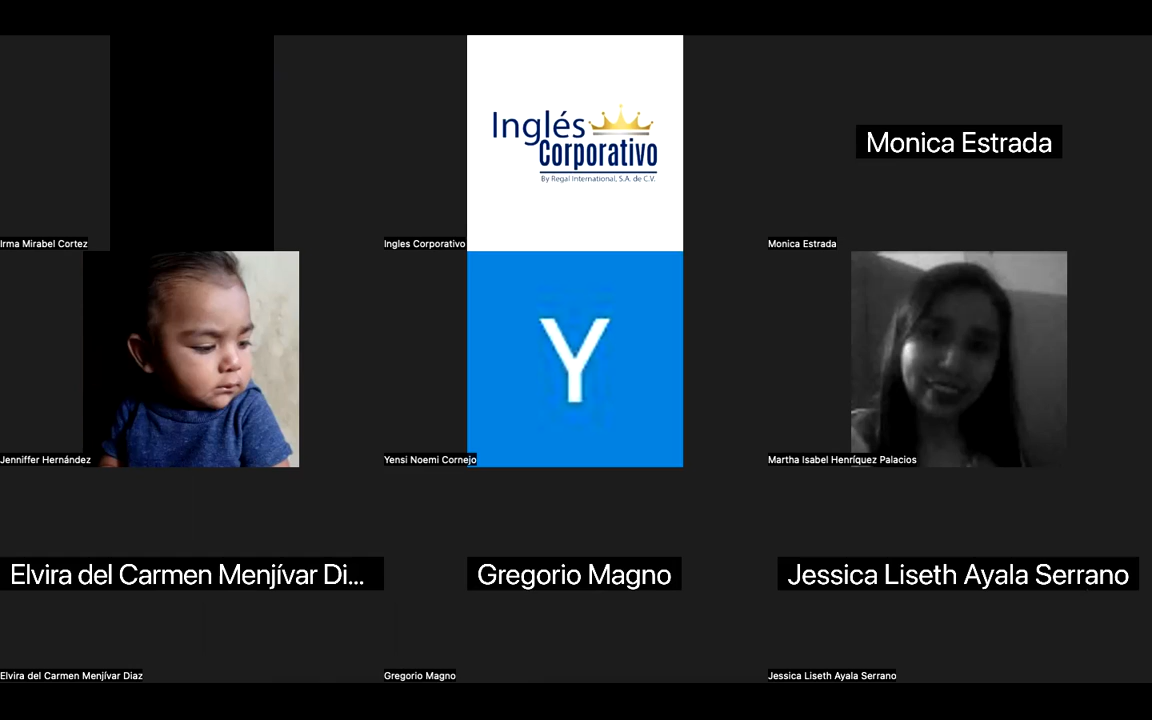 Inglés
Corporativo
By Regal International, S.A. de C.V.
Monica Estrada
Irma Mirabel Cortez
Ingles Corporativo
Monica Estrada
Y
Jenniffer Hernández
Yensi Noemi Cornejo
Martha Isabel Henríquez Palacios
Elvira del Carmen Menjívar Di...
Gregorio Magno
Jessica Liseth Ayala Serrano
Elvira del Carmen Menjívar Diaz
Gregorio Magno
Jessica Liseth Ayala Serrano